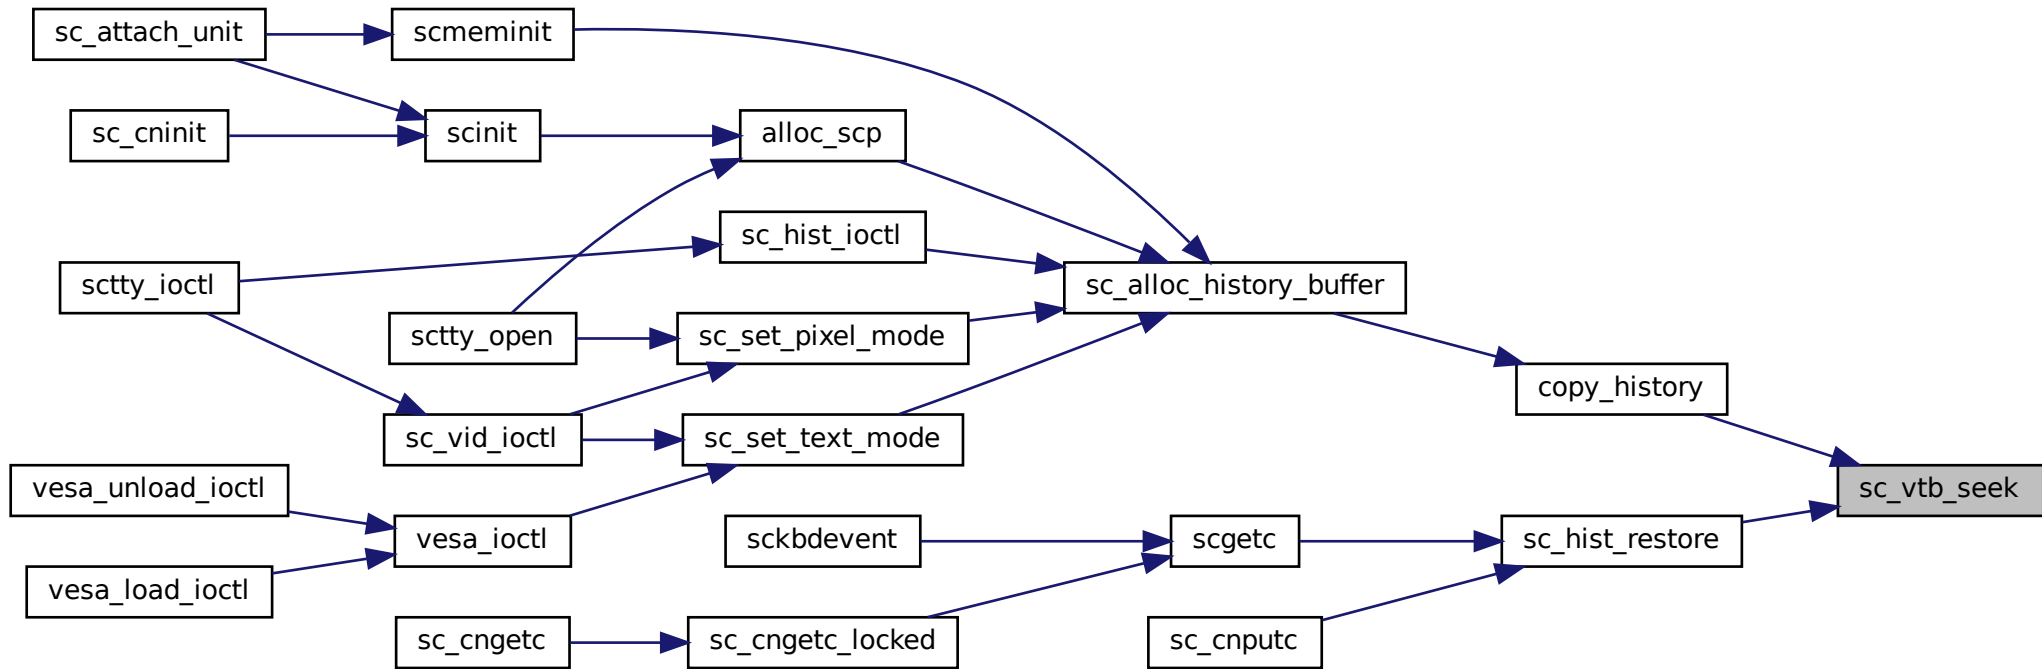 sc_attach_unit
scmeminit
sc_cninit
scinit
alloc_scp
sc_hist_ioctl
sctty_ioctl
sc_alloc_history_buffer
sctty_open
sc_set_pixel_mode
copy_history
sc_vid_ioctl
sc_set_text_mode
vesa_unload_ioctl
sc_vtb_seek
vesa_ioctl
sckbdevent
scgetc
sc_hist_restore
vesa_load_ioctl
sc_cngetc
sc_cngetc_locked
sc_cnputc